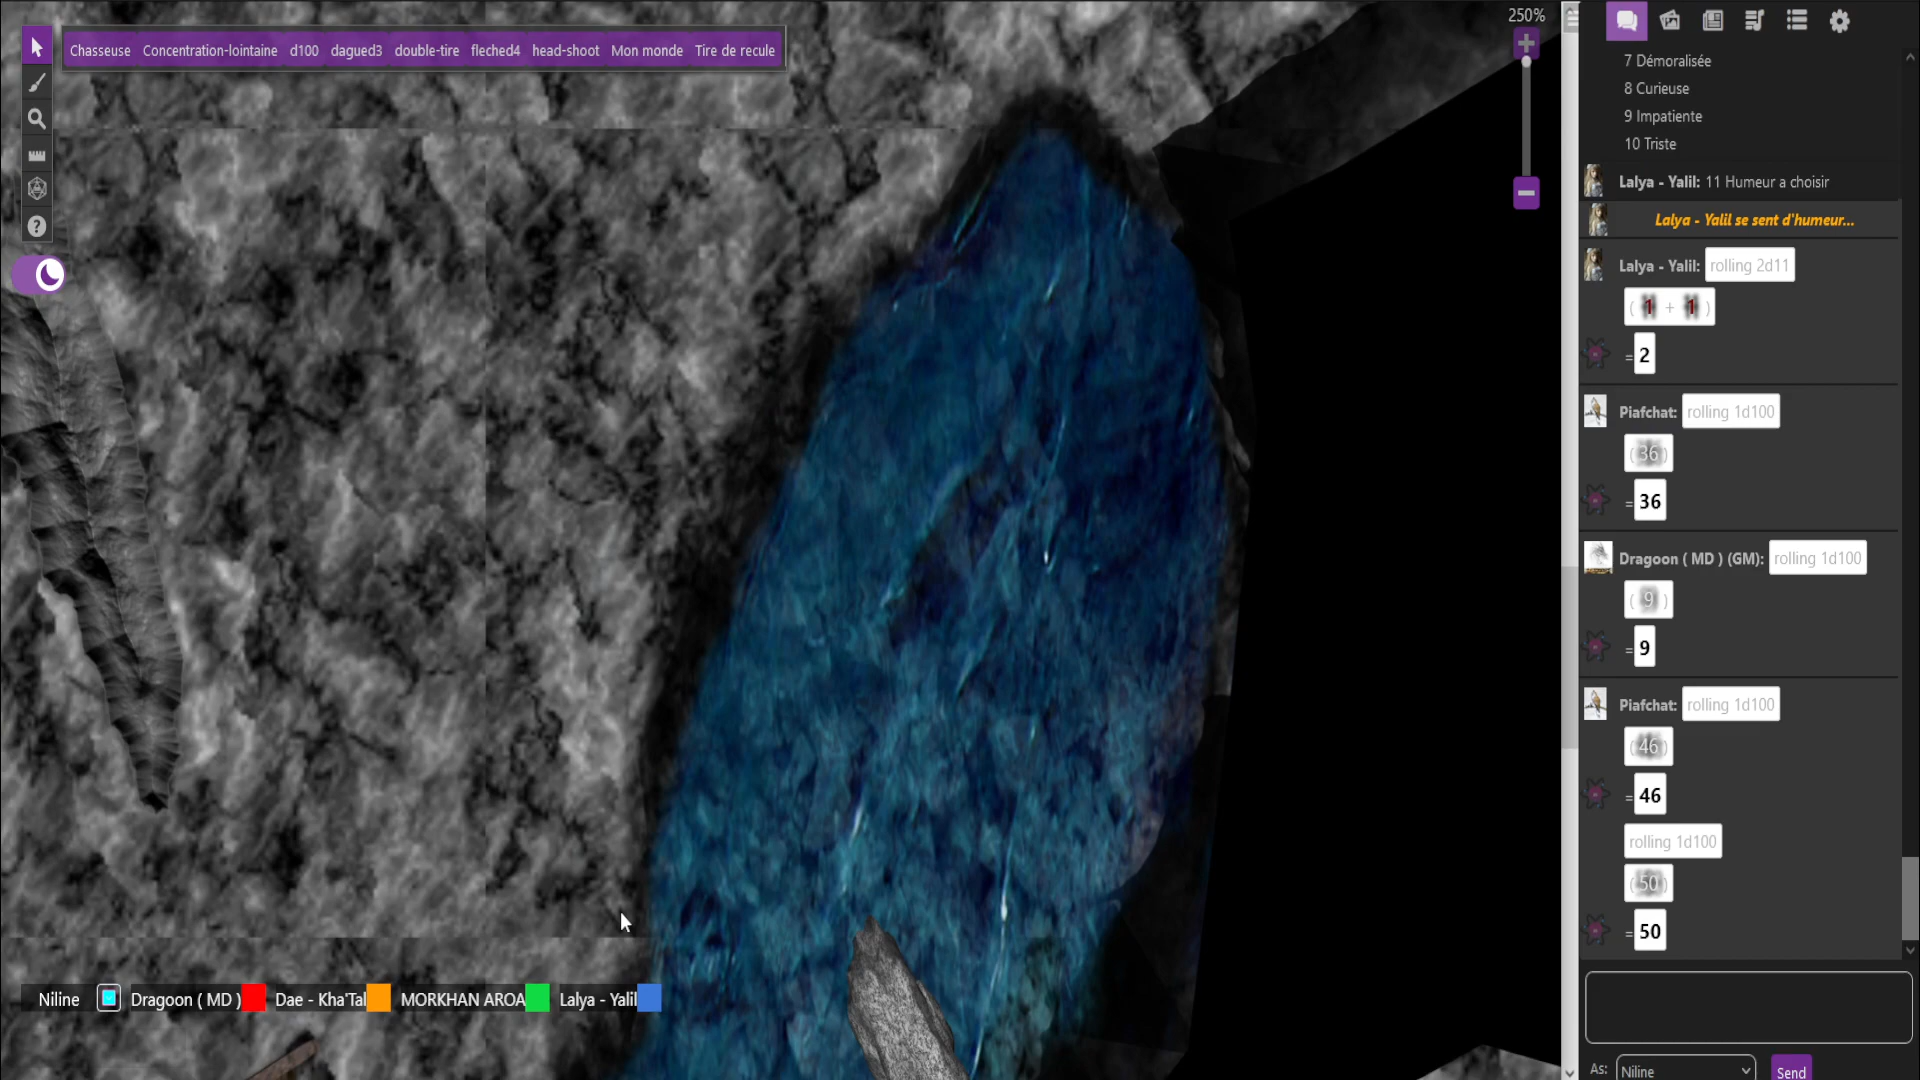 Chasseuse Concentration-lointaine d100 dagued3 double-tire fleched4 head-shoot Mon monde Tire de recule
250%
7 Démoralisée
8 Curieuse
9 Impatiente
10 Triste
Lalya - Yalil: 11 Humeur a choisir
Lalya - Yalil se sent d'humeur...
Lalya - Yalil: rolling 2d11
( 1 + 1 )
= 2
Piafchat: rolling 1d100
( 36 )
= 36
Dragoon ( MD ) (GM): rolling 1d100
( 9 )
= 9
Piafchat: rolling 1d100
( 46 )
= 46
rolling 1d100
( 50 )
= 50
Niline Dragoon ( MD ) Dae - Kha'Tal MORKHAN AROA Lalya - Yalil
As: Niline Send